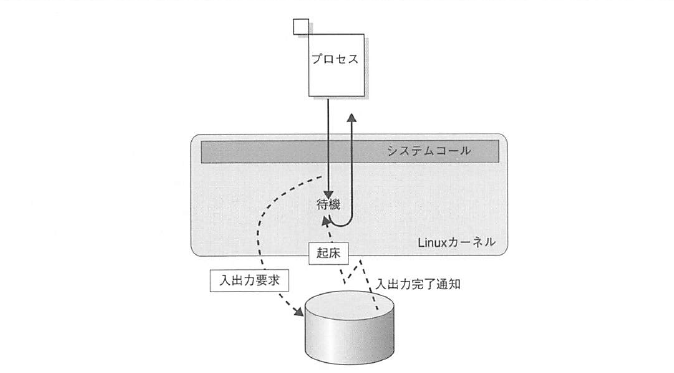 プロセス
システムコール
待機
Linuxカーネル
起床
入出力要求
入出力完了通知